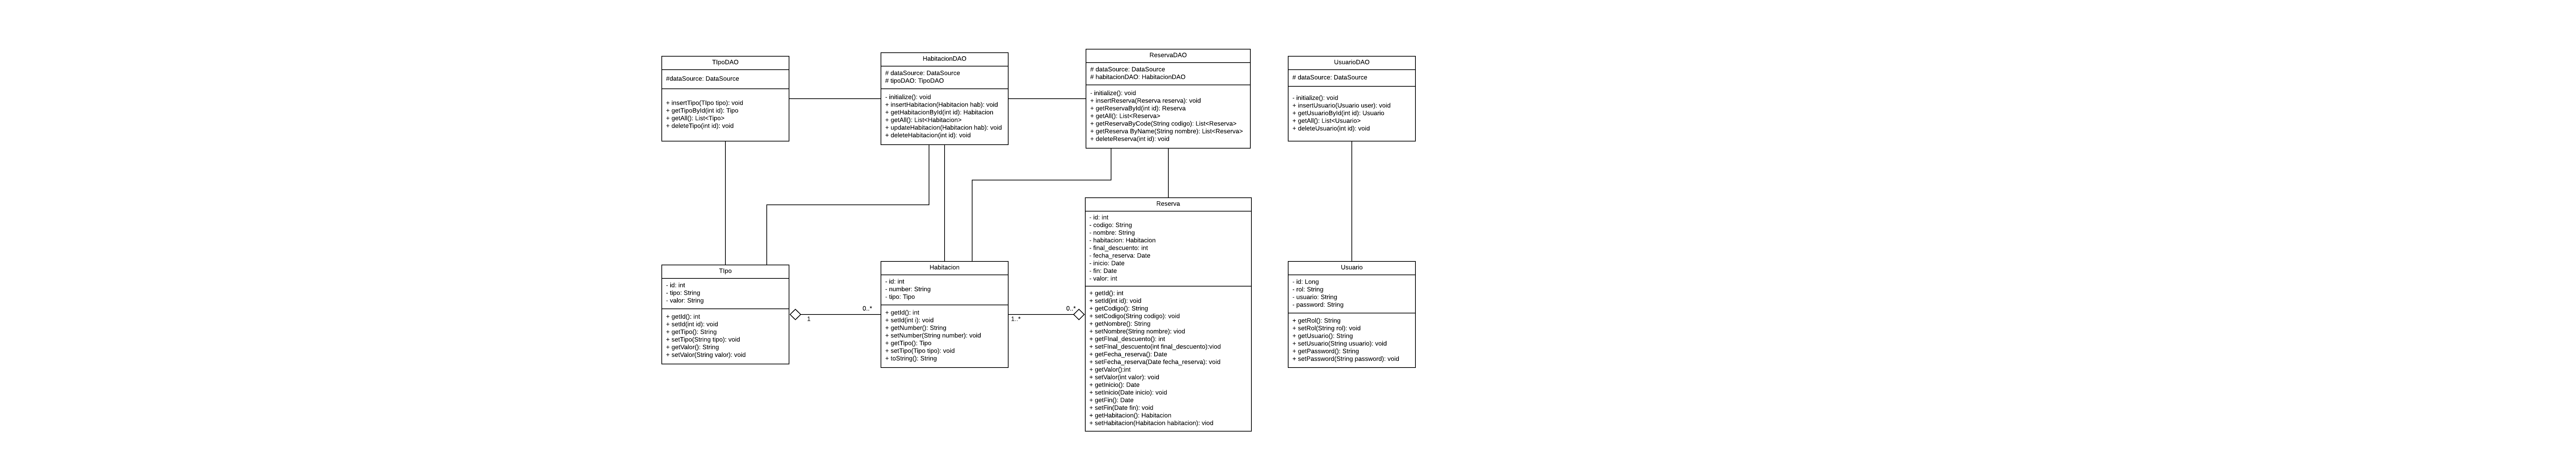 TIpoDAO
#dataSource: DataSource
+ insertTipo(TIpo tipo): void
+ getTipoById(int id): Tipo
+ getAll(): List<Tipo>
+ deleteTipo(int id): void
HabitacionDAO
# dataSource: DataSource
# tipoDAO: TipoDAO
- initialize(): void
+ insertHabitacion(Habitacion hab): void
+ getHabitacionById(int id): Habitacion
+ getAll(): List<Habitacion>
+ updateHabitacion(Habitacion hab): void
+ deleteHabitacion(int id): void
ReservaDAO
# dataSource: DataSource
# habitacionDAO: HabitacionDAO
- initialize(): void
+ insertReserva(Reserva reserva): void
+ getReservaById(int id): Reserva
+ getAll(): List<Reserva>
+ getReservaByCode(String codigo): List<Reserva>
+ getReserva ByName(String nombre): List<Reserva>
+ deleteReserva(int id): void
UsuarioDAO
# dataSource: DataSource
- initialize(): void
+ insertUsuario(Usuario user): void
+ getUsuarioById(int id): Usuario
+ getAll(): List<Usuario>
+ deleteUsuario(int id): void
TIpo
- id: int
- tipo: String
- valor: String
+ getId(): int
+ setId(int id): void
+ getTipo(): String
+ setTipo(String tipo): void
+ getValor(): String
+ setValor(String valor): void
1
0..*
Habitacion
- id: int
- number: String
- tipo: Tipo
+ getId(): int
+ setId(int i): void
+ getNumber(): String
+ setNumber(String number): void
+ getTipo(): Tipo
+ setTipo(Tipo tipo): void
+ toString(): String
1..*
0..*
Reserva
- id: int
- codigo: String
- nombre: String
- habitacion: Habitacion
- final_descuento: int
- fecha_reserva: Date
- inicio: Date
- fin: Date
- valor: int
+ getId(): int
+ setId(int id): void
+ getCodigo(): String
+ setCodigo(String codigo): void
+ getNombre(): String
+ setNombre(String nombre): viod
+ getFInal_descuento(): int
+ setFInal_descuento(int final_descuento):viod
+ getFecha_reserva(): Date
+ setFecha_reserva(Date fecha_reserva): void
+ getValor():int
+ setValor(int valor): void
+ getInicio(): Date
+ setInicio(Date inicio): void
+ getFin(): Date
+ setFin(Date fin): void
+ getHabitacion(): Habitacion
+ setHabitacion(Habitacion habitacion): viod
Usuario
- id: Long
- rol: String
- usuario: String
- password: String
+ getRol(): String
+ setRol(String rol): void
+ getUsuario(): String
+ setUsuario(String usuario): void
+ getPassword(): String
+ setPassword(String password): void